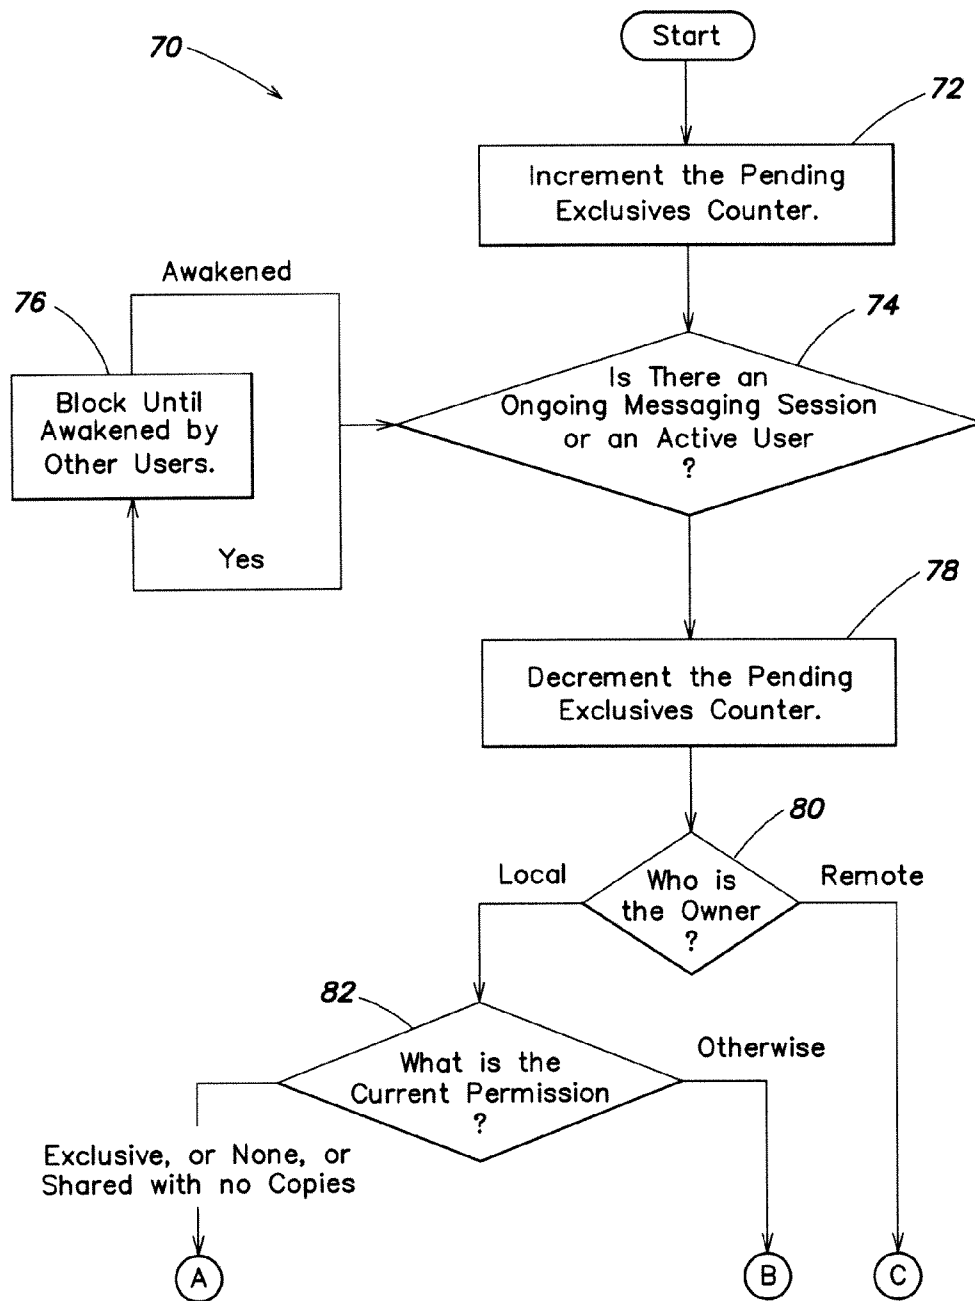 70
Start
72
Increment the Pending
Exclusives Counter.
Awakened
76
74
Block Until
Awakened by
Other Users.
Is There an
Ongoing Messaging Session
or an Active User
?
Yes
78
Decrement the Pending
Exclusives Counter.
80
Local
Who is
the Owner
?
Remote
82
What is the
Current Permission
?
Otherwise
Exclusive, or None, or
Shared with no Copies
A
B
C